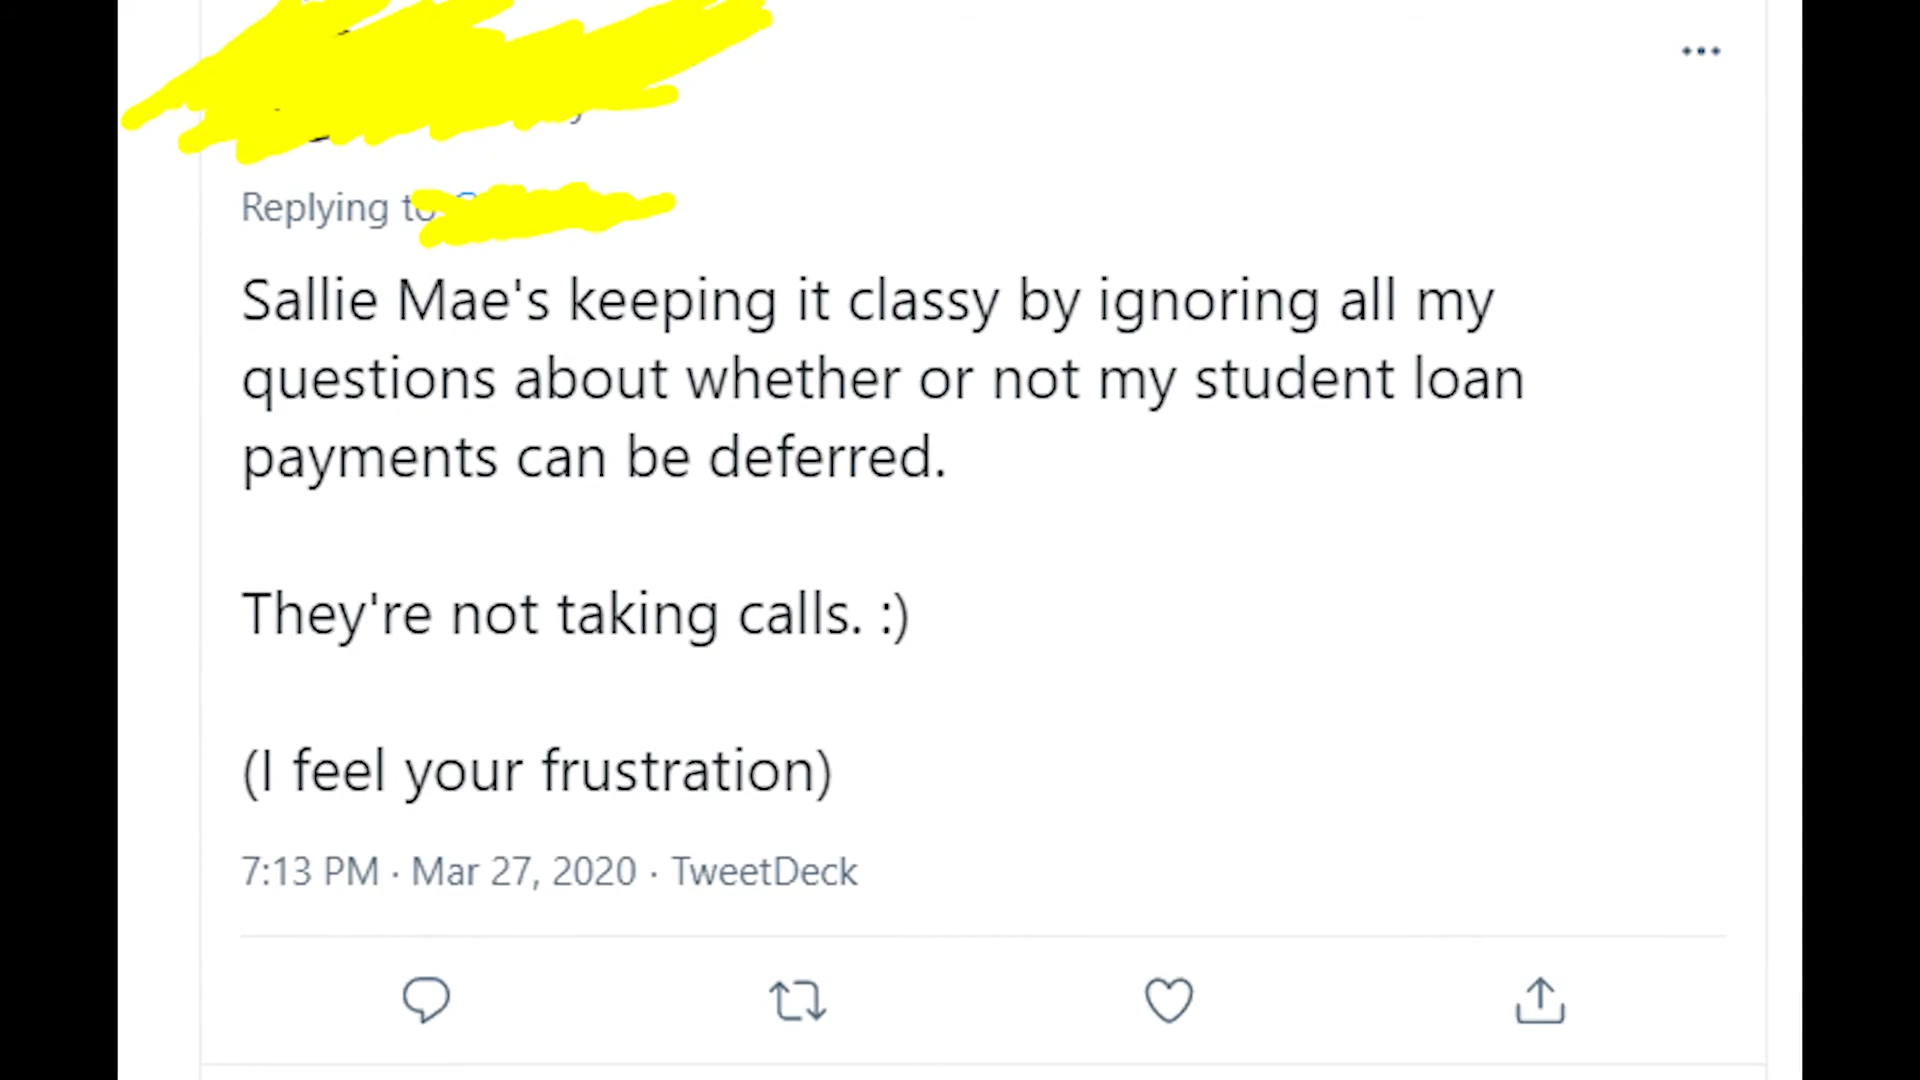 Replying to
Sallie Mae's keeping it classy by ignoring all my
questions about whether or not my student loan
payments can be deferred.
They're not taking calls. :)
(I feel your frustration)
7:13 PM · Mar 27, 2020 · TweetDeck